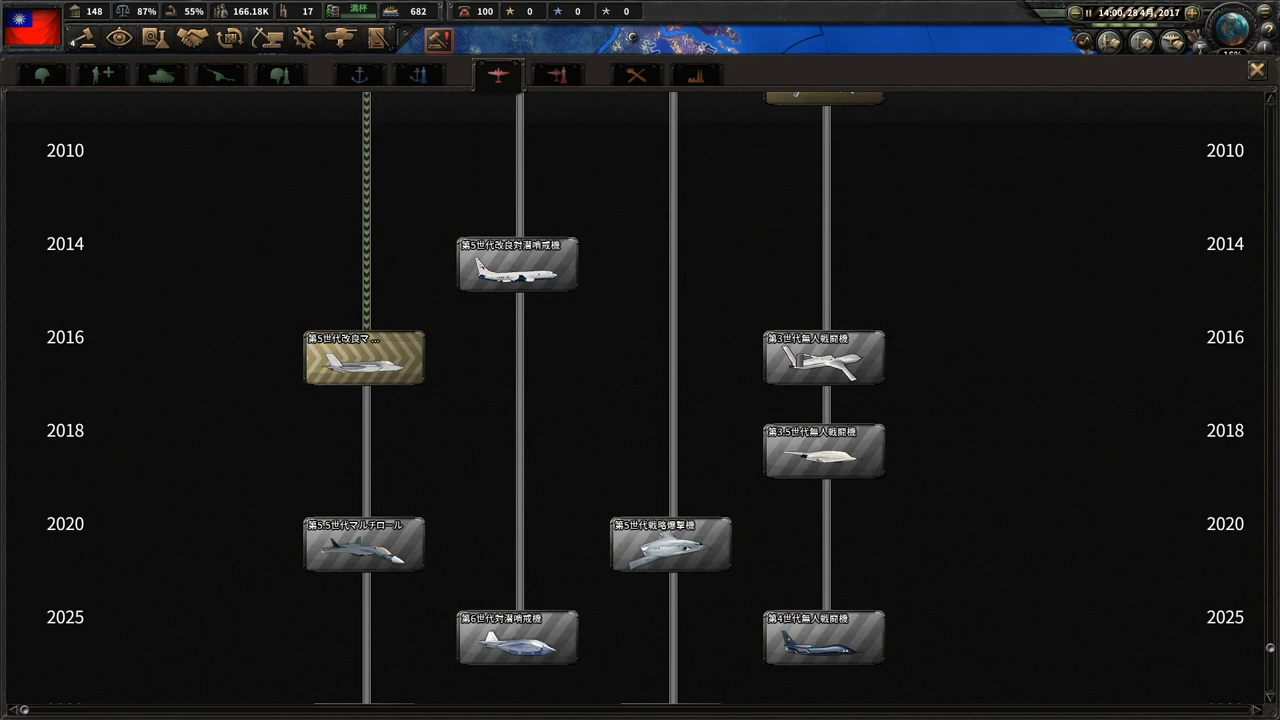 148 87% 55% 166.18K 17 満杯 682 100 0 0 0 14:00, 28 4月, 2017
16%
2010 2010
2014 第5世代改良対潜哨戒機 2014
2016 第5世代改良マ ... 第3世代無人戦闘機 2016
2018 第3.5世代無人戦闘機 2018
2020 第5.5世代マルチロール 第5世代戦略爆撃機 2020
2025 第6世代対潜哨戒機 第4世代無人戦闘機 2025